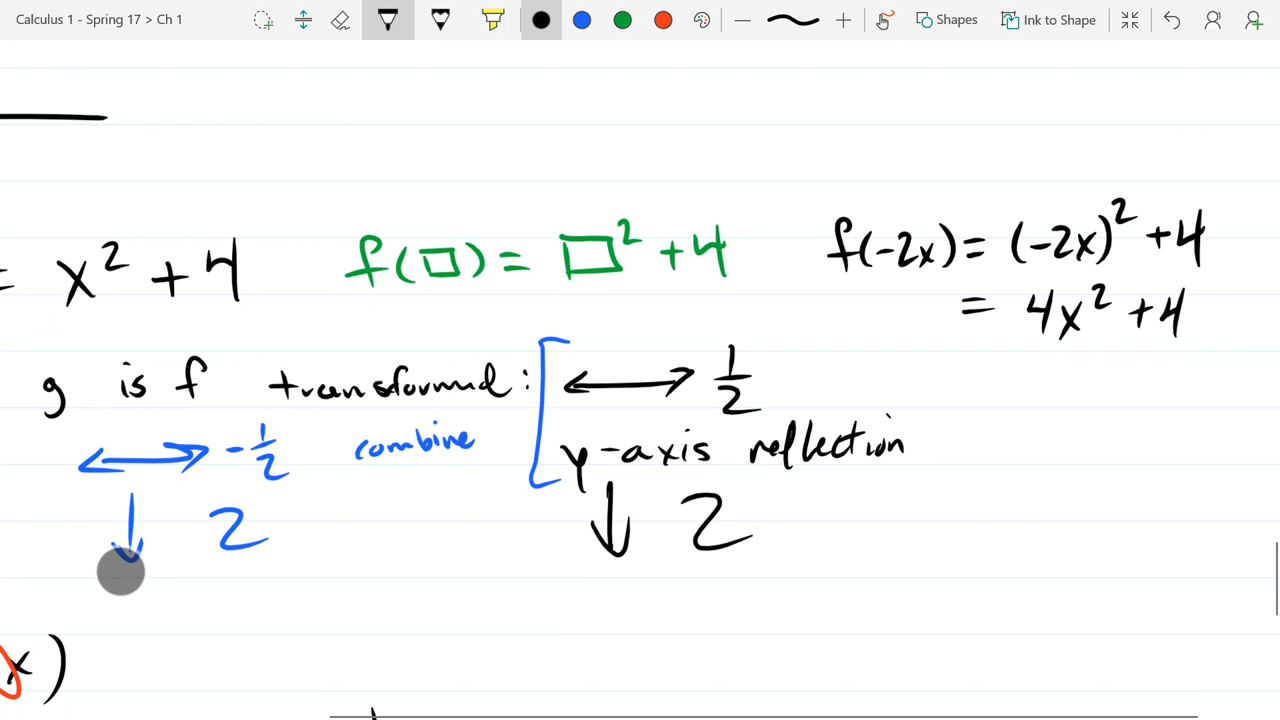 Calculus 1 - Spring 17 > Ch 1
Shapes
Ink to Shape
= x² + 4
f(□) = □² + 4
f(-2x) = (-2x)² + 4
= 4x² + 4
g is f transformed: ↔ 1/2
↔ -1/2 combine
y-axis reflection
↓ 2
↓ 2
x)